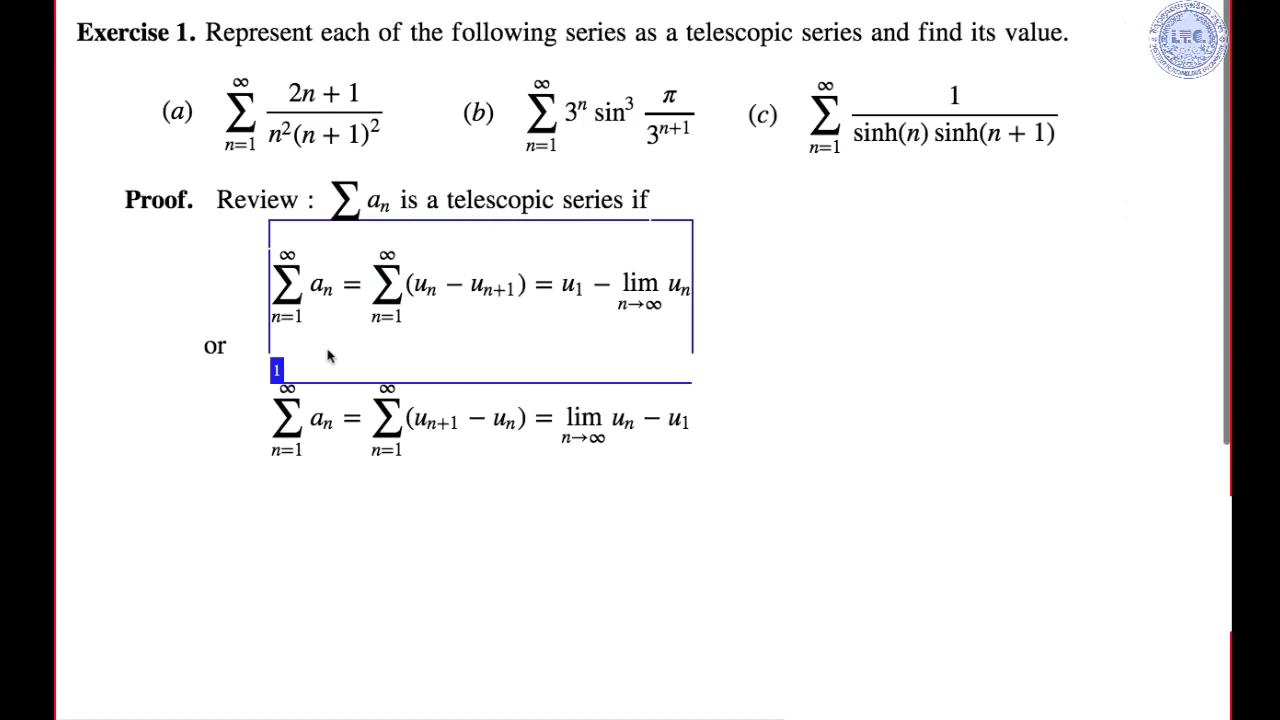 Exercise 1. Represent each of the following series as a telescopic series and find its value.
(a) ∑_{n=1}^{∞} (2n + 1)/(n²(n + 1)²) (b) ∑_{n=1}^{∞} 3ⁿ sin³ π/3ⁿ⁺¹ (c) ∑_{n=1}^{∞} 1/(sinh(n) sinh(n + 1))
Proof. Review : ∑ aₙ is a telescopic series if
∑_{n=1}^{∞} aₙ = ∑_{n=1}^{∞} (uₙ − uₙ₊₁) = u₁ − lim_{n→∞} uₙ
or
1
∑_{n=1}^{∞} aₙ = ∑_{n=1}^{∞} (uₙ₊₁ − uₙ) = lim_{n→∞} uₙ − u₁
I.T.C.